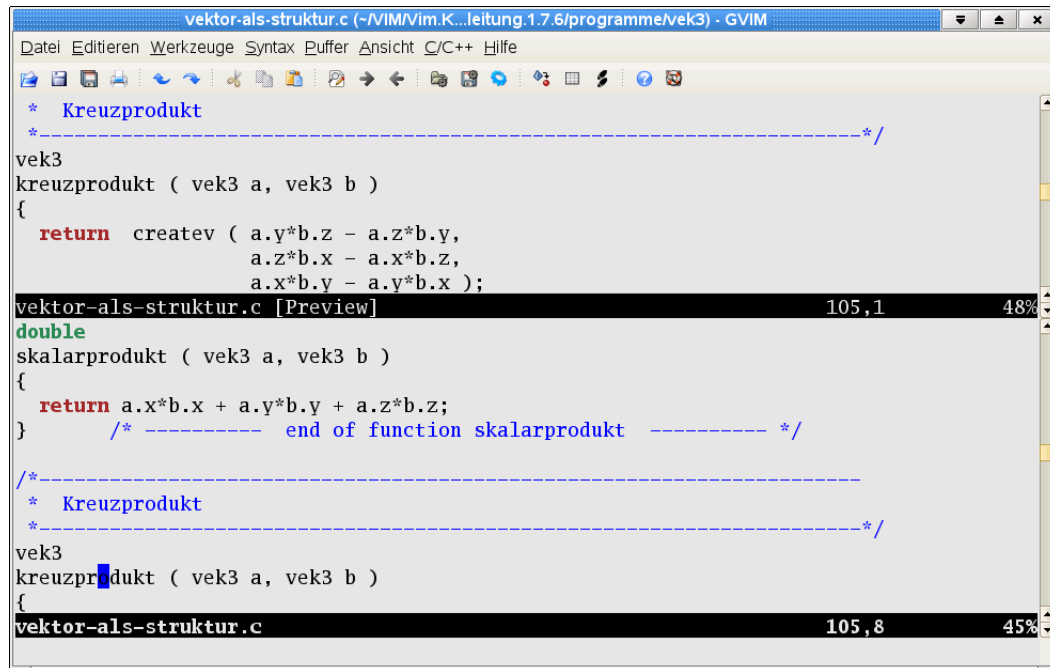 vektor-als-struktur.c (~/VIM/Vim.K...leitung.1.7.6/programme/vek3) - GVIM
Datei Editieren Werkzeuge Syntax Puffer Ansicht C/C++ Hilfe
 *  Kreuzprodukt
 *----------------------------------------------------------------------*/
vek3
kreuzprodukt ( vek3 a, vek3 b )
{
  return  createv ( a.y*b.z - a.z*b.y,
                    a.z*b.x - a.x*b.z,
                    a.x*b.y - a.y*b.x );
vektor-als-struktur.c [Preview] 105,1 48%
double
skalarprodukt ( vek3 a, vek3 b )
{
  return a.x*b.x + a.y*b.y + a.z*b.z;
}       /* ----------  end of function skalarprodukt  ---------- */
/*----------------------------------------------------------------------
 *  Kreuzprodukt
 *----------------------------------------------------------------------*/
vek3
kreuzprodukt ( vek3 a, vek3 b )
{
vektor-als-struktur.c 105,8 45%